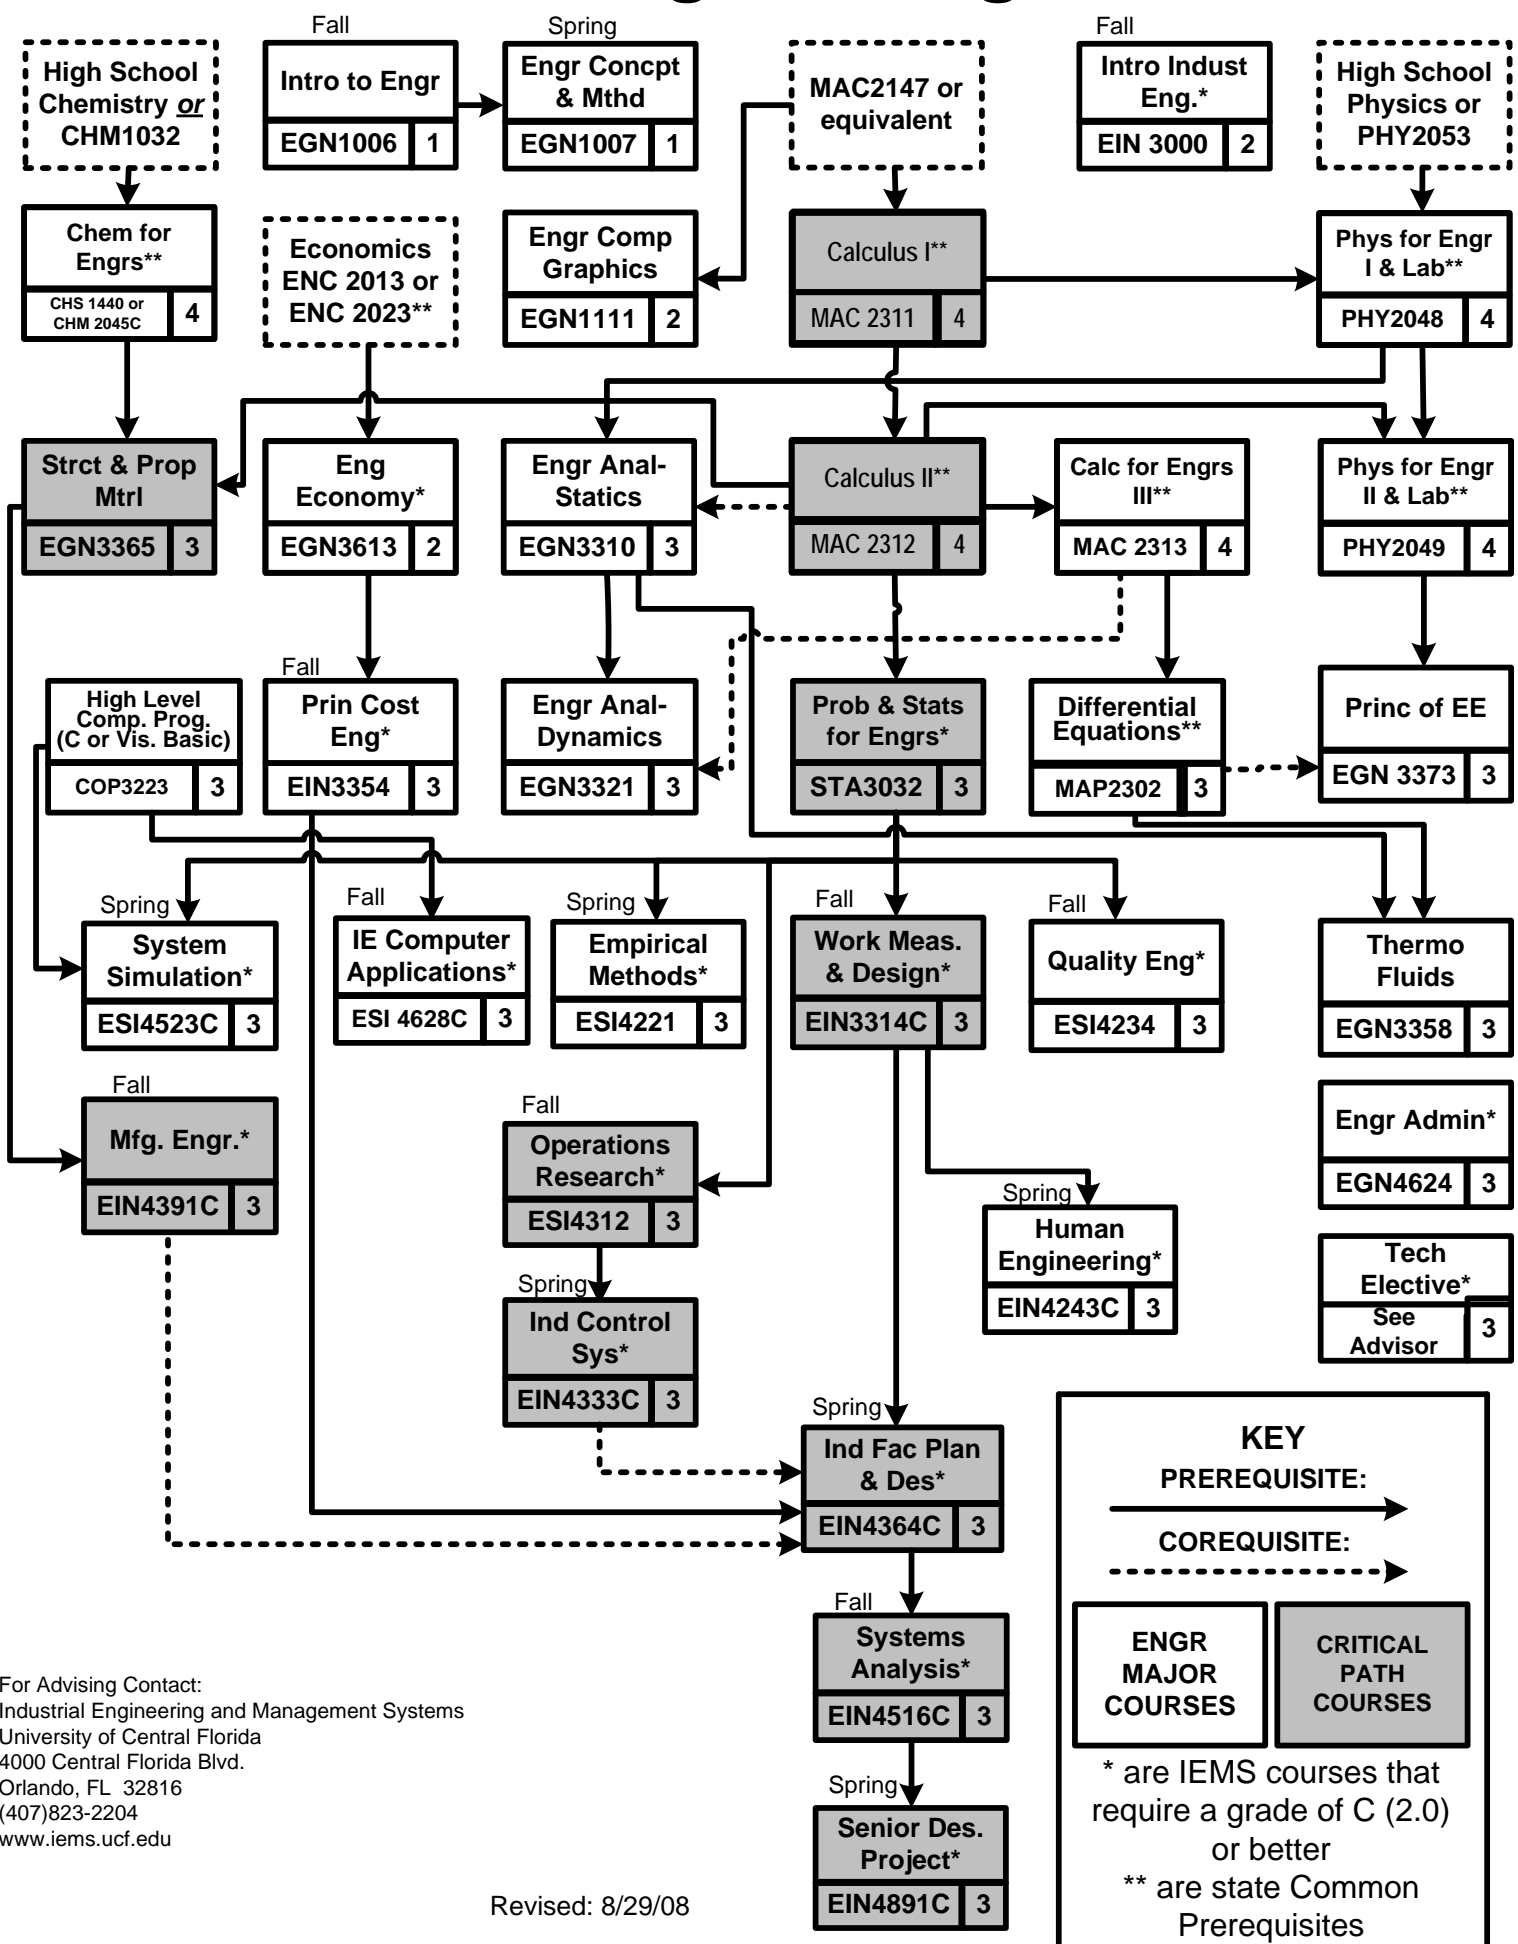 Fall
Spring
Fall
High School
Chemistry or
CHM1032
Intro to Engr
EGN1006 1
Engr Concpt
& Mthd
EGN1007 1
MAC2147 or
equivalent
Intro Indust
Eng.*
EIN 3000 2
High School
Physics or
PHY2053
Chem for
Engrs**
CHS 1440 or
CHM 2045C
4
Economics
ENC 2013 or
ENC 2023**
Engr Comp
Graphics
EGN1111 2
Calculus I**
MAC 2311 4
Phys for Engr
I & Lab**
PHY2048 4
Strct & Prop
Mtrl
EGN3365 3
Eng
Economy*
EGN3613 2
Engr Anal-
Statics
EGN3310 3
Calculus II**
MAC 2312 4
Calc for Engrs
III**
MAC 2313 4
Phys for Engr
II & Lab**
PHY2049 4
High Level
Comp. Prog.
(C or Vis. Basic)
COP3223 3
Fall
Prin Cost
Eng*
EIN3354 3
Engr Anal-
Dynamics
EGN3321 3
Prob & Stats
for Engrs*
STA3032 3
Differential
Equations**
MAP2302 3
Princ of EE
EGN 3373 3
Spring
System
Simulation*
ESI4523C 3
Fall
IE Computer
Applications*
ESI 4628C 3
Spring
Empirical
Methods*
ESI4221 3
Fall
Work Meas.
& Design*
EIN3314C 3
Fall
Quality Eng*
ESI4234 3
Thermo
Fluids
EGN3358 3
Fall
Mfg. Engr.*
EIN4391C 3
Fall
Operations
Research*
ESI4312 3
Engr Admin*
EGN4624 3
Spring
Human
Engineering*
EIN4243C 3
Tech
Elective*
See
Advisor
3
Spring
Ind Control
Sys*
EIN4333C 3
Spring
Ind Fac Plan
& Des*
EIN4364C 3
Fall
Systems
Analysis*
EIN4516C 3
Spring
Senior Des.
Project*
EIN4891C 3
KEY
PREREQUISITE:
COREQUISITE:
ENGR
MAJOR
COURSES
CRITICAL
PATH
COURSES
* are IEMS courses that
require a grade of C (2.0)
or better
** are state Common
Prerequisites
For Advising Contact:
Industrial Engineering and Management Systems
University of Central Florida
4000 Central Florida Blvd.
Orlando, FL 32816
(407)823-2204
www.iems.ucf.edu
Revised: 8/29/08